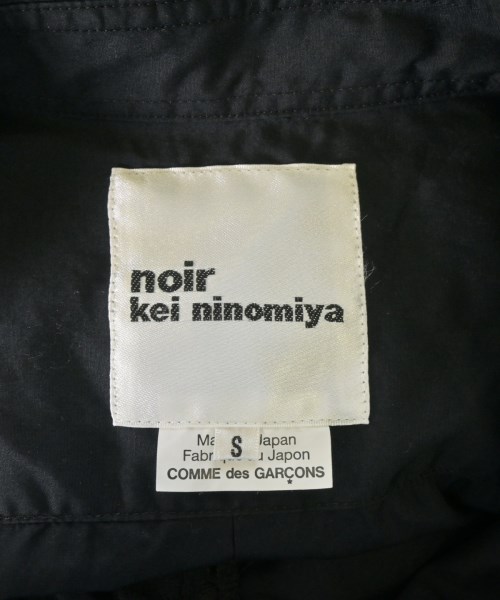 noir
kei ninomiya
S
Japan
Japon
COMME des GARÇONS